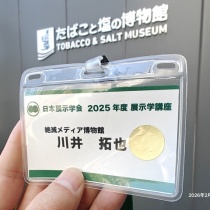 たばこと塩の博物館
TOBACCO & SALT MUSEUM
日本展示学会 2025年度 展示学講座
絶滅メディア博物館
川井 拓也